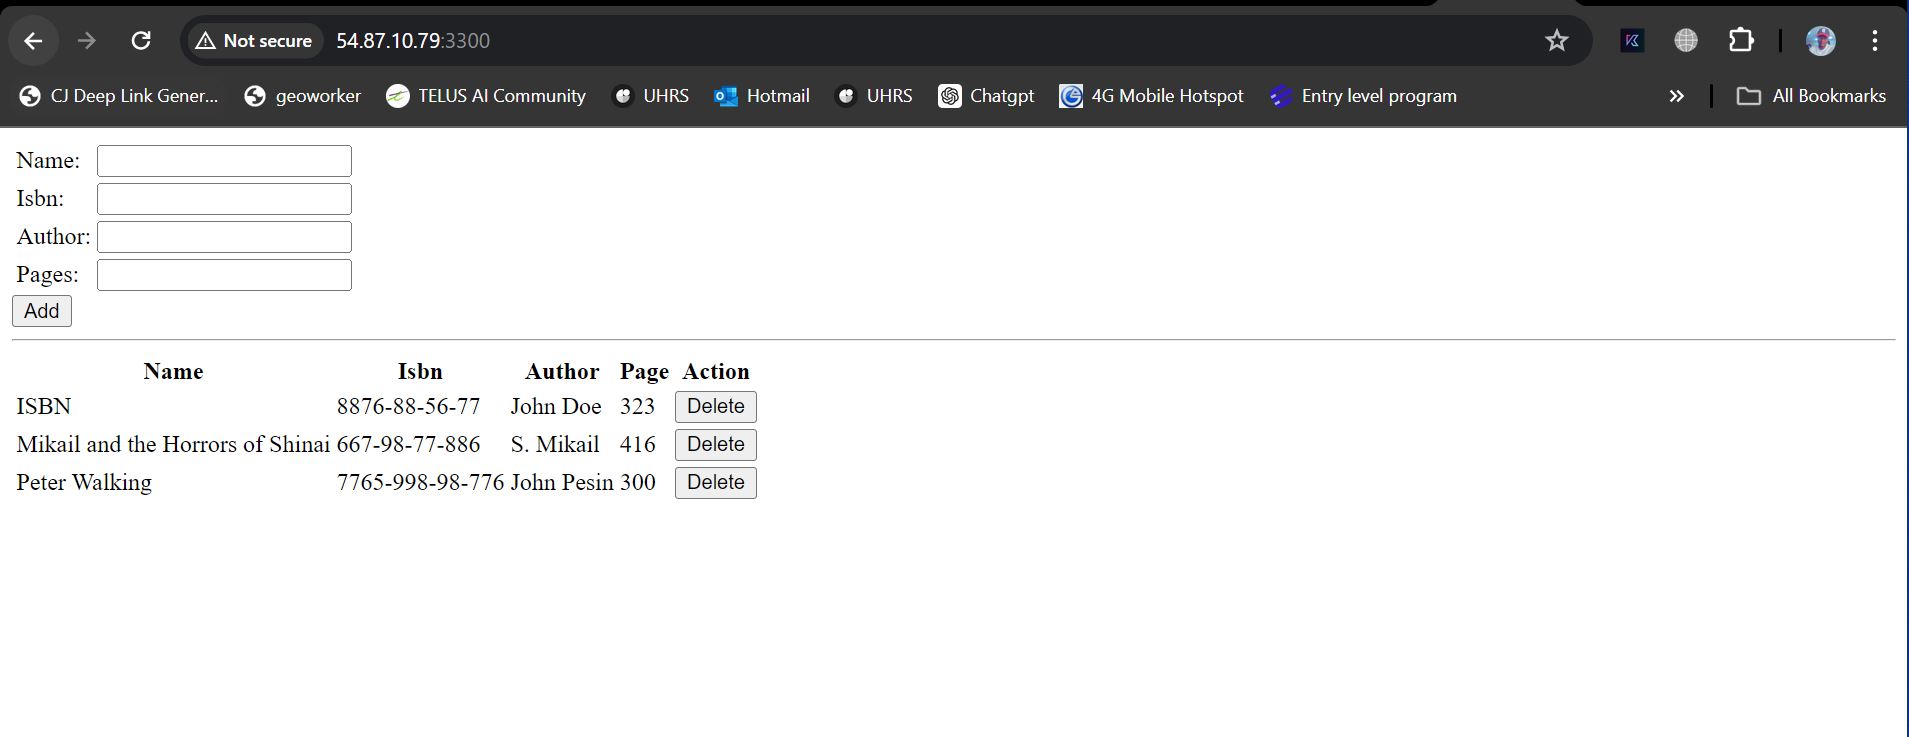 Not secure 54.87.10.79:3300
CJ Deep Link Gener... geoworker TELUS AI Community UHRS Hotmail UHRS Chatgpt 4G Mobile Hotspot Entry level program » All Bookmarks
Name:
Isbn:
Author:
Pages:
Add
Name Isbn Author Page Action
ISBN 8876-88-56-77 John Doe 323 Delete
Mikail and the Horrors of Shinai 667-98-77-886 S. Mikail 416 Delete
Peter Walking 7765-998-98-776 John Pesin 300 Delete